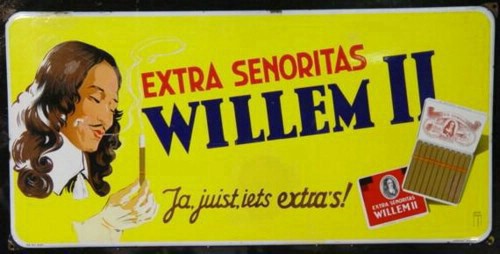 EXTRA SENORITAS
WILLEM II
Ja, juist, iets extra's!
EXTRA SENORITAS
WILLEM II